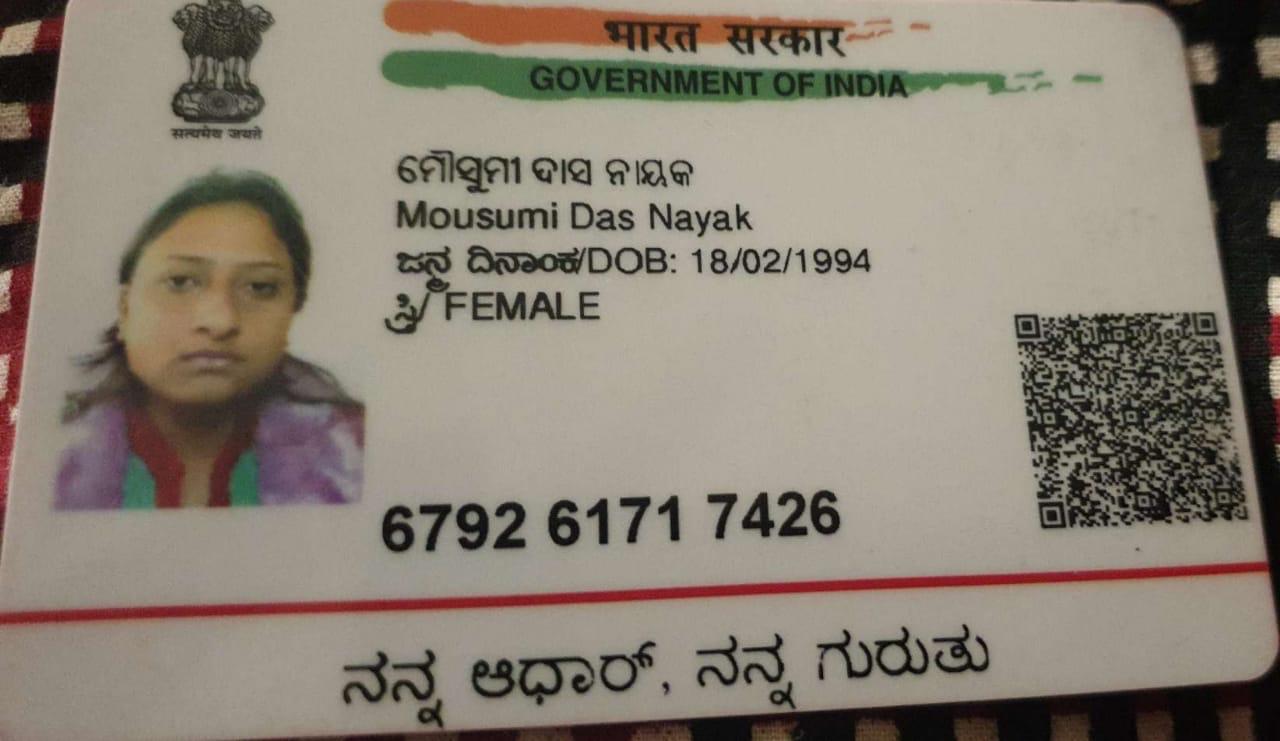 भारत सरकार
GOVERNMENT OF INDIA
सत्यमेव जयते
ମୌସୁମୀ ଦାସ ନାୟକ
Mousumi Das Nayak
ಜನ್ಮ ದಿನಾಂಕ/DOB: 18/02/1994
ಸ್ತ್ರೀ/ FEMALE
6792 6171 7426
ನನ್ನ ಆಧಾರ್, ನನ್ನ ಗುರುತು